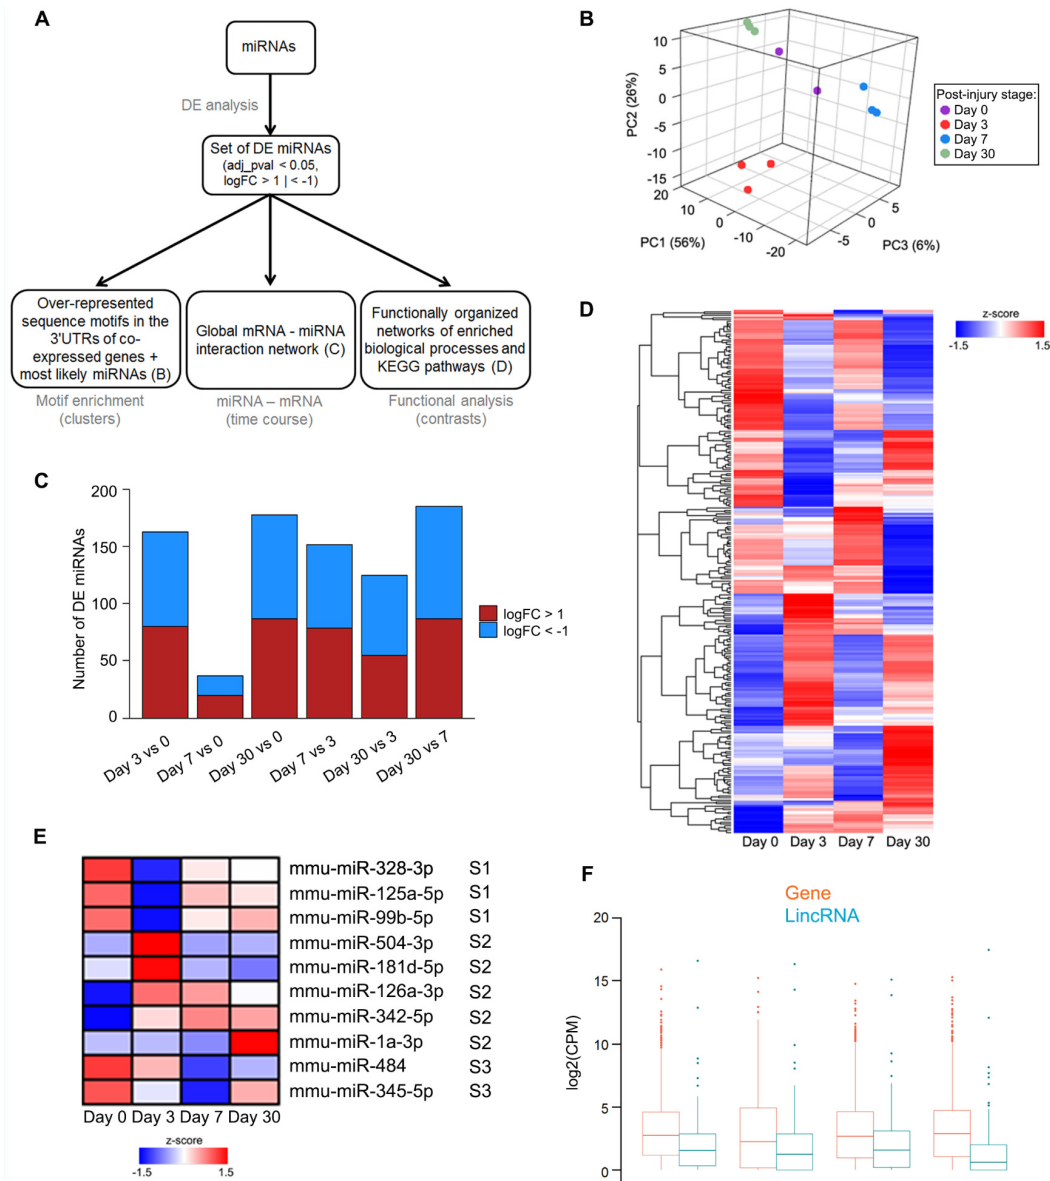 A
miRNAs
DE analysis
Set of DE miRNAs
(adj_pval < 0.05,
logFC > 1 | < -1)
Over-represented
sequence motifs in the
3'UTRs of co-
expressed genes +
most likely miRNAs (B)
Global mRNA - miRNA
interaction network (C)
Functionally organized
networks of enriched
biological processes and
KEGG pathways (D)
Motif enrichment
(clusters)
miRNA – mRNA
(time course)
Functional analysis
(contrasts)
B
PC2 (26%)
10
5
0
-5
-10
-15
20
10
0
-10
-20
PC1 (56%)
-5
0
5
PC3 (6%)
Post-injury stage:
Day 0
Day 3
Day 7
Day 30
C
Number of DE miRNAs
200
150
100
50
0
Day 3 vs 0
Day 7 vs 0
Day 30 vs 0
Day 7 vs 3
Day 30 vs 3
Day 30 vs 7
logFC > 1
logFC < -1
D
z-score
-1.5 1.5
Day 0 Day 3 Day 7 Day 30
E
mmu-miR-328-3p S1
mmu-miR-125a-5p S1
mmu-miR-99b-5p S1
mmu-miR-504-3p S2
mmu-miR-181d-5p S2
mmu-miR-126a-3p S2
mmu-miR-342-5p S2
mmu-miR-1a-3p S2
mmu-miR-484 S3
mmu-miR-345-5p S3
Day 0 Day 3 Day 7 Day 30
z-score
-1.5 1.5
F
Gene
LincRNA
log2(CPM)
20
15
10
5
0